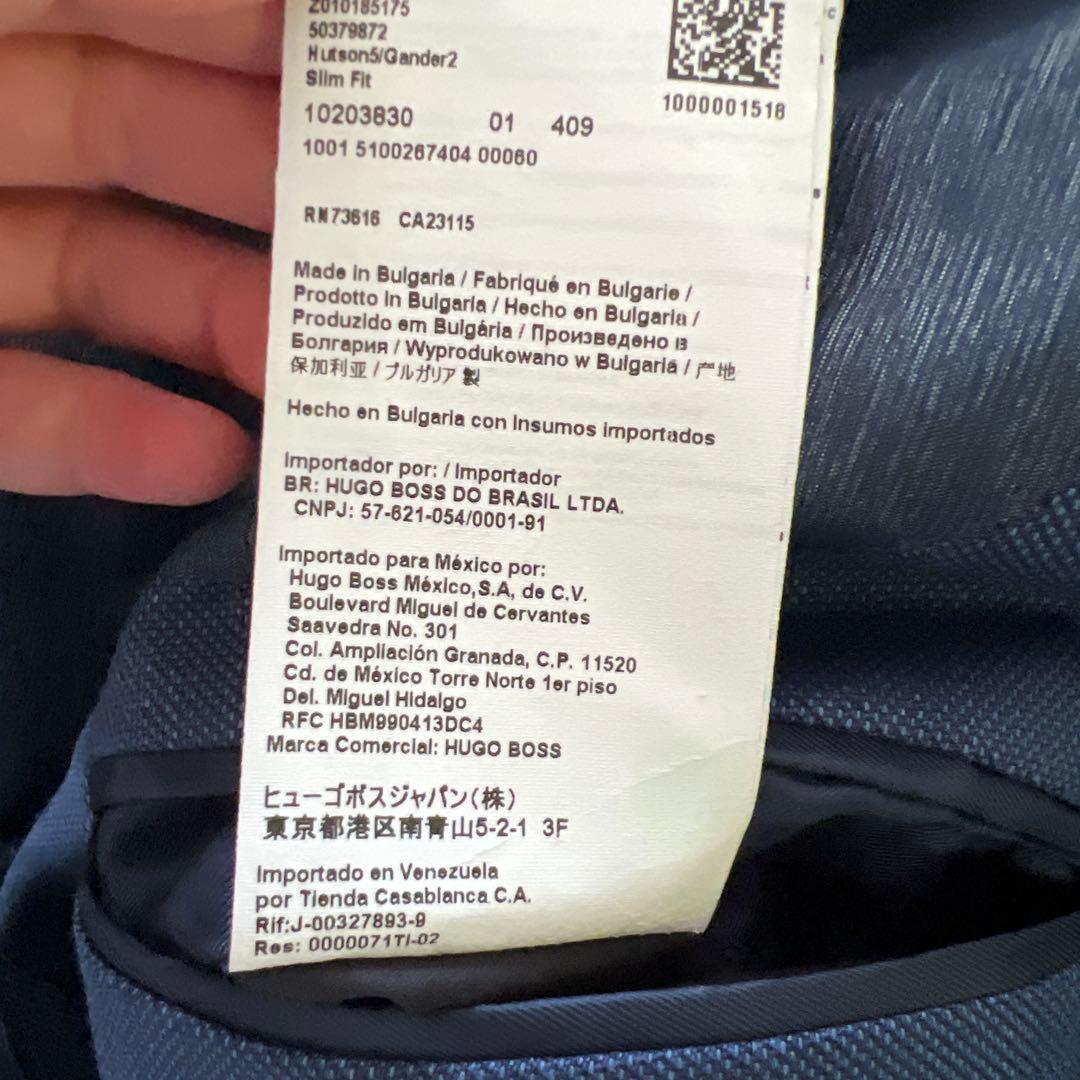 Z010185175
50379872
Hutson5/Gander2
Slim Fit
10203830 01 409
1000001518
1001 5100267404 00060
RN73616 CA23115
Made in Bulgaria / Fabriqué en Bulgarie /
Prodotto in Bulgaria / Hecho en Bulgaria /
Produzido em Bulgária / Произведено в
Болгария / Wyprodukowano w Bulgaria / 产地
保加利亚 / ブルガリア 製
Hecho en Bulgaria con Insumos importados
Importador por: / Importador
BR: HUGO BOSS DO BRASIL LTDA.
CNPJ: 57-621-054/0001-91
Importado para México por:
Hugo Boss México,S.A, de C.V.
Boulevard Miguel de Cervantes
Saavedra No. 301
Col. Ampliación Granada, C.P. 11520
Cd. de México Torre Norte 1er piso
Del. Miguel Hidalgo
RFC HBM990413DC4
Marca Comercial: HUGO BOSS
ヒューゴボスジャパン(株)
東京都港区南青山5-2-1 3F
Importado en Venezuela
por Tienda Casablanca C.A.
Rif:J-00327893-9
Res: 0000071TI-02